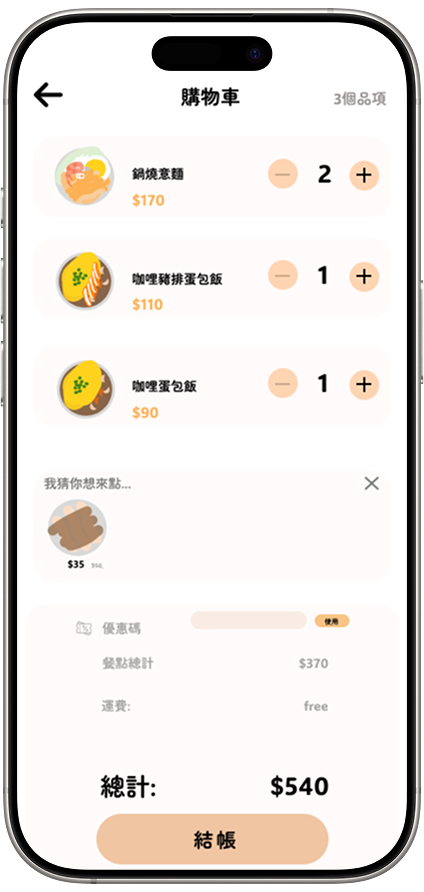 購物車
3個品項
鍋燒意麵
2
$170
咖哩豬排蛋包飯
1
$110
咖哩蛋包飯
1
$90
我猜你想來點...
$35
優惠碼
使用
餐點總計
$370
運費:
free
總計:
$540
結帳